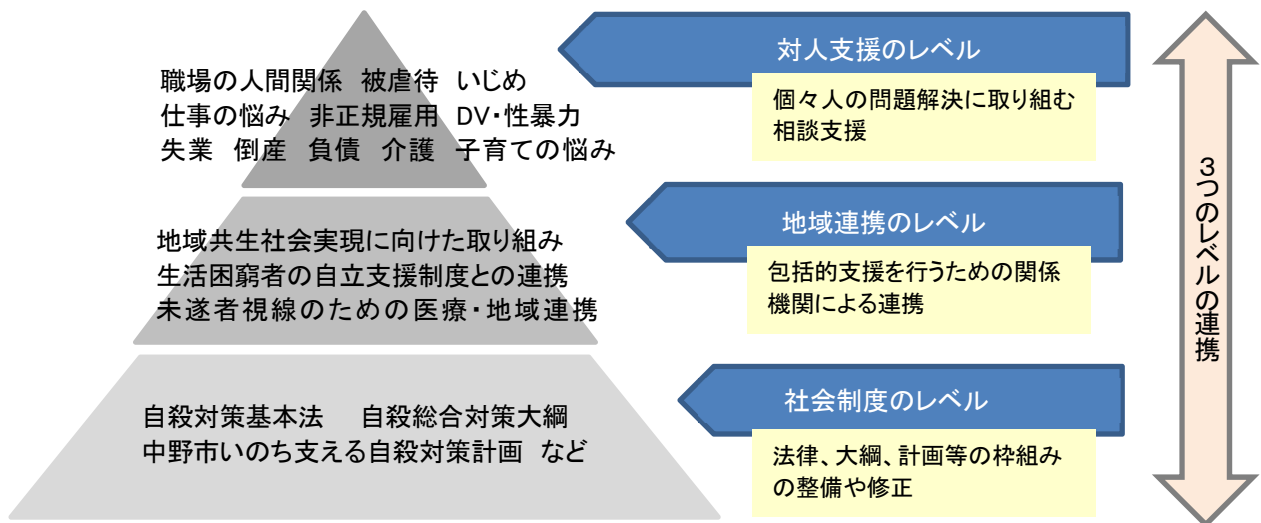 対人支援のレベル
職場の人間関係 被虐待 いじめ
仕事の悩み 非正規雇用 DV・性暴力
失業 倒産 負債 介護 子育ての悩み
個々人の問題解決に取り組む
相談支援
地域連携のレベル
地域共生社会実現に向けた取り組み
生活困窮者の自立支援制度との連携
未遂者視線のための医療・地域連携
包括的支援を行うための関係
機関による連携
社会制度のレベル
自殺対策基本法 自殺総合対策大綱
中野市いのち支える自殺対策計画 など
法律、大綱、計画等の枠組み
の整備や修正
3つのレベルの連携